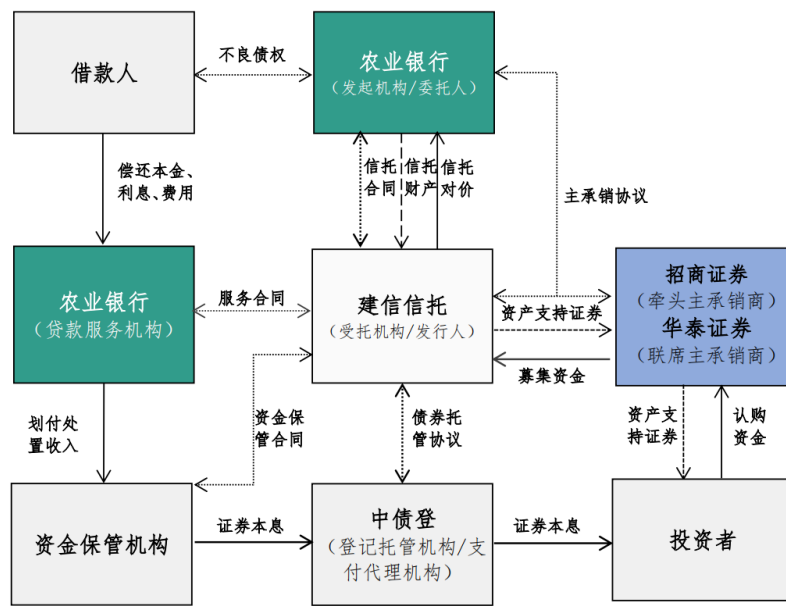 借款人
不良债权
农业银行
（发起机构/委托人）
偿还本金、
利息、费用
信托
合同
信托
财产
信托
对价
主承销协议
农业银行
（贷款服务机构）
服务合同
建信信托
（受托机构/发行人）
资产支持证券
募集资金
招商证券
（牵头主承销商）
华泰证券
（联席主承销商）
划付处
置收入
资金保
管合同
债券托
管协议
资产支
持证券
认购
资金
资金保管机构
证券本息
中债登
（登记托管机构/支
付代理机构）
证券本息
投资者